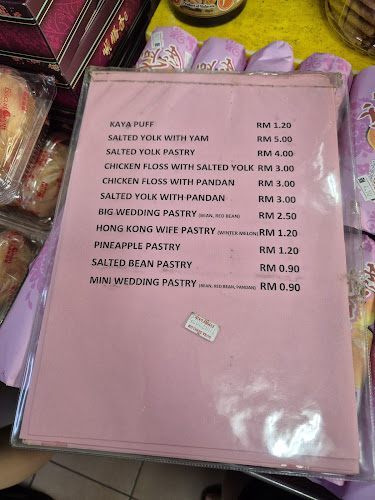 KAYA PUFF RM 1.20
SALTED YOLK WITH YAM RM 5.00
SALTED YOLK PASTRY RM 4.00
CHICKEN FLOSS WITH SALTED YOLK RM 3.00
CHICKEN FLOSS WITH PANDAN RM 3.00
SALTED YOLK WITH PANDAN RM 3.00
BIG WEDDING PASTRY (BEAN, RED BEAN) RM 2.50
HONG KONG WIFE PASTRY (WINTER MELON) RM 1.20
PINEAPPLE PASTRY RM 1.20
SALTED BEAN PASTRY RM 0.90
MINI WEDDING PASTRY (BEAN, RED BEAN, PANDAN) RM 0.90